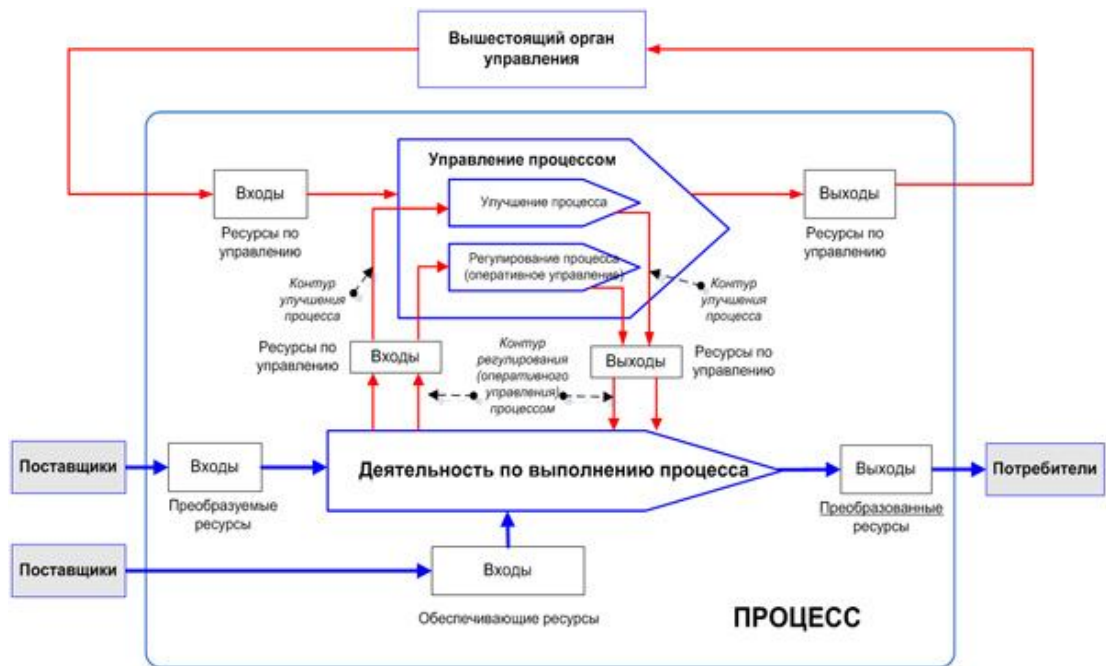 Вышестоящий орган
управления
Управление процессом
Входы
Ресурсы по
управлению
Улучшение процесса
Выходы
Ресурсы по
управлению
Регулирование процесса
(оперативное управление)
Контур
улучшения
процесса
Контур
улучшения
процесса
Ресурсы по
управлению
Входы
Контур
регулирования
(оперативного
управления)
процессом
Выходы
Ресурсы по
управлению
Поставщики
Входы
Преобразуемые
ресурсы
Деятельность по выполнению процесса
Выходы
Преобразованные
ресурсы
Потребители
Поставщики
Входы
Обеспечивающие ресурсы
ПРОЦЕСС